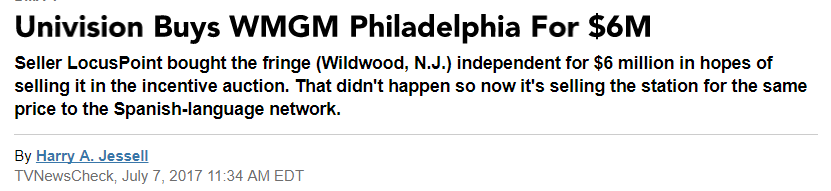 Univision Buys WMGM Philadelphia For $6M
Seller LocusPoint bought the fringe (Wildwood, N.J.) independent for $6 million in hopes of
selling it in the incentive auction. That didn't happen so now it's selling the station for the same
price to the Spanish-language network.
By Harry A. Jessell
TVNewsCheck, July 7, 2017 11:34 AM EDT